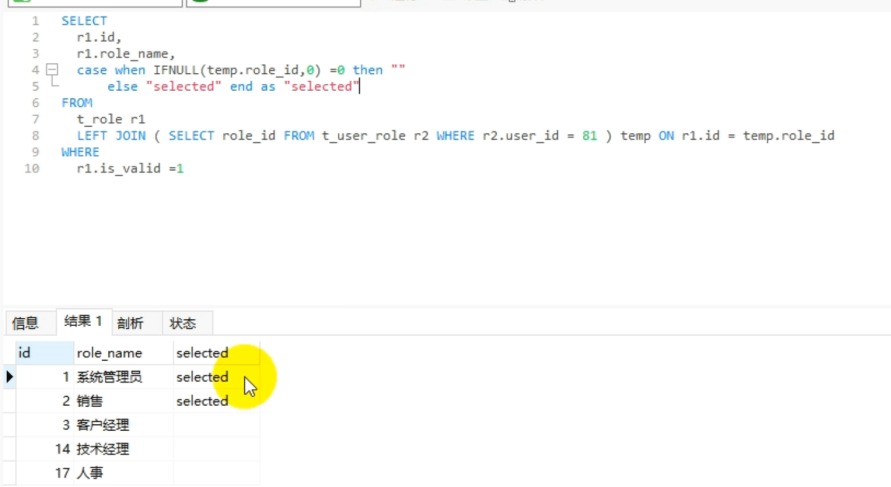 1 SELECT
2 r1.id,
3 r1.role_name,
4 case when IFNULL(temp.role_id,0) =0 then ""
5 else "selected" end as "selected"
6 FROM
7 t_role r1
8 LEFT JOIN ( SELECT role_id FROM t_user_role r2 WHERE r2.user_id = 81 ) temp ON r1.id = temp.role_id
9 WHERE
10 r1.is_valid =1
信息 结果 1 剖析 状态
id role_name selected
1 系统管理员 selected
2 销售 selected
3 客户经理
14 技术经理
17 人事